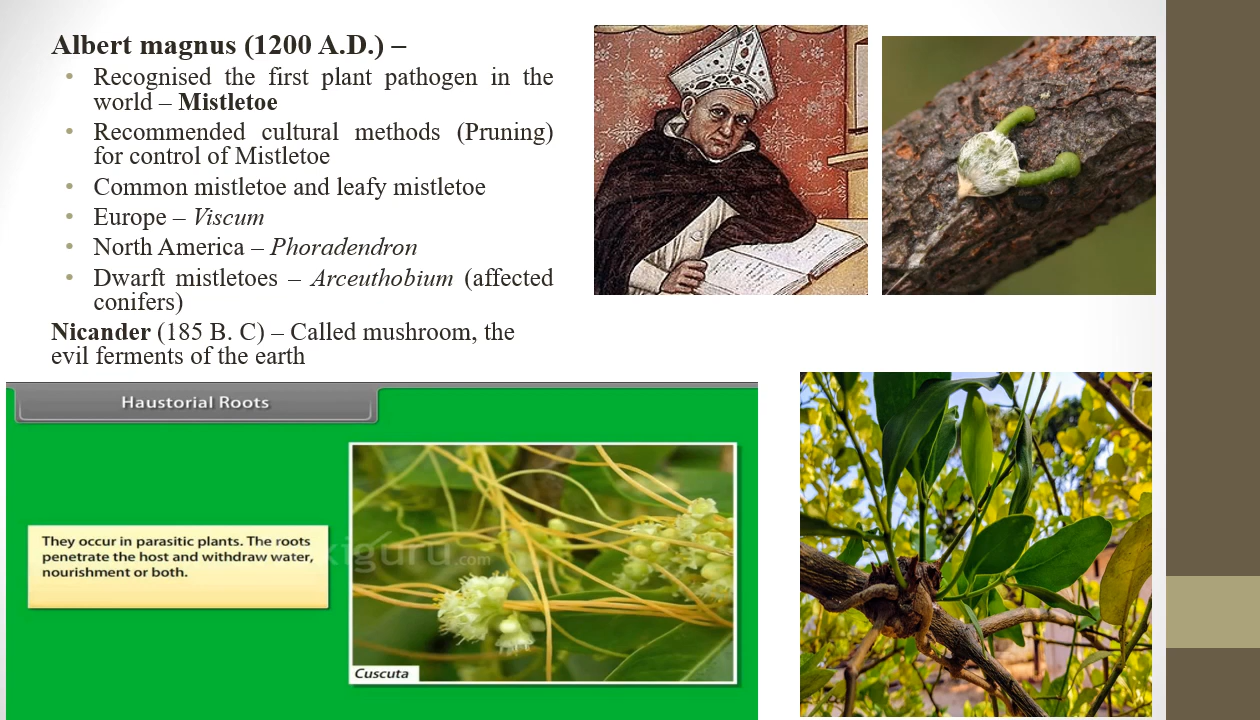 Albert magnus (1200 A.D.) –
• Recognised the first plant pathogen in the
world – Mistletoe
• Recommended cultural methods (Pruning)
for control of Mistletoe
• Common mistletoe and leafy mistletoe
• Europe – Viscum
• North America – Phoradendron
• Dwarft mistletoes – Arceuthobium (affected
conifers)
Nicander (185 B. C) – Called mushroom, the
evil ferments of the earth
Haustorial Roots
They occur in parasitic plants. The roots
penetrate the host and withdraw water,
nourishment or both.
Cuscuta